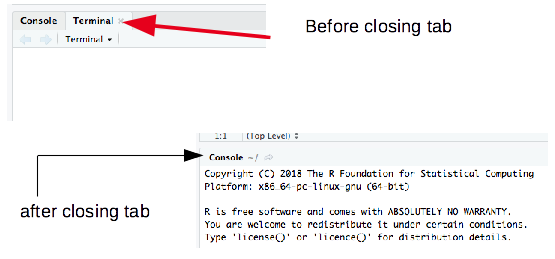 Console Terminal ×
Before closing tab
Terminal
1:1 (Top Level)
Console ~/
Copyright (C) 2018 The R Foundation for Statistical Computing
Platform: x86_64-pc-linux-gnu (64-bit)
after closing tab
R is free software and comes with ABSOLUTELY NO WARRANTY.
You are welcome to redistribute it under certain conditions.
Type 'license()' or 'licence()' for distribution details.